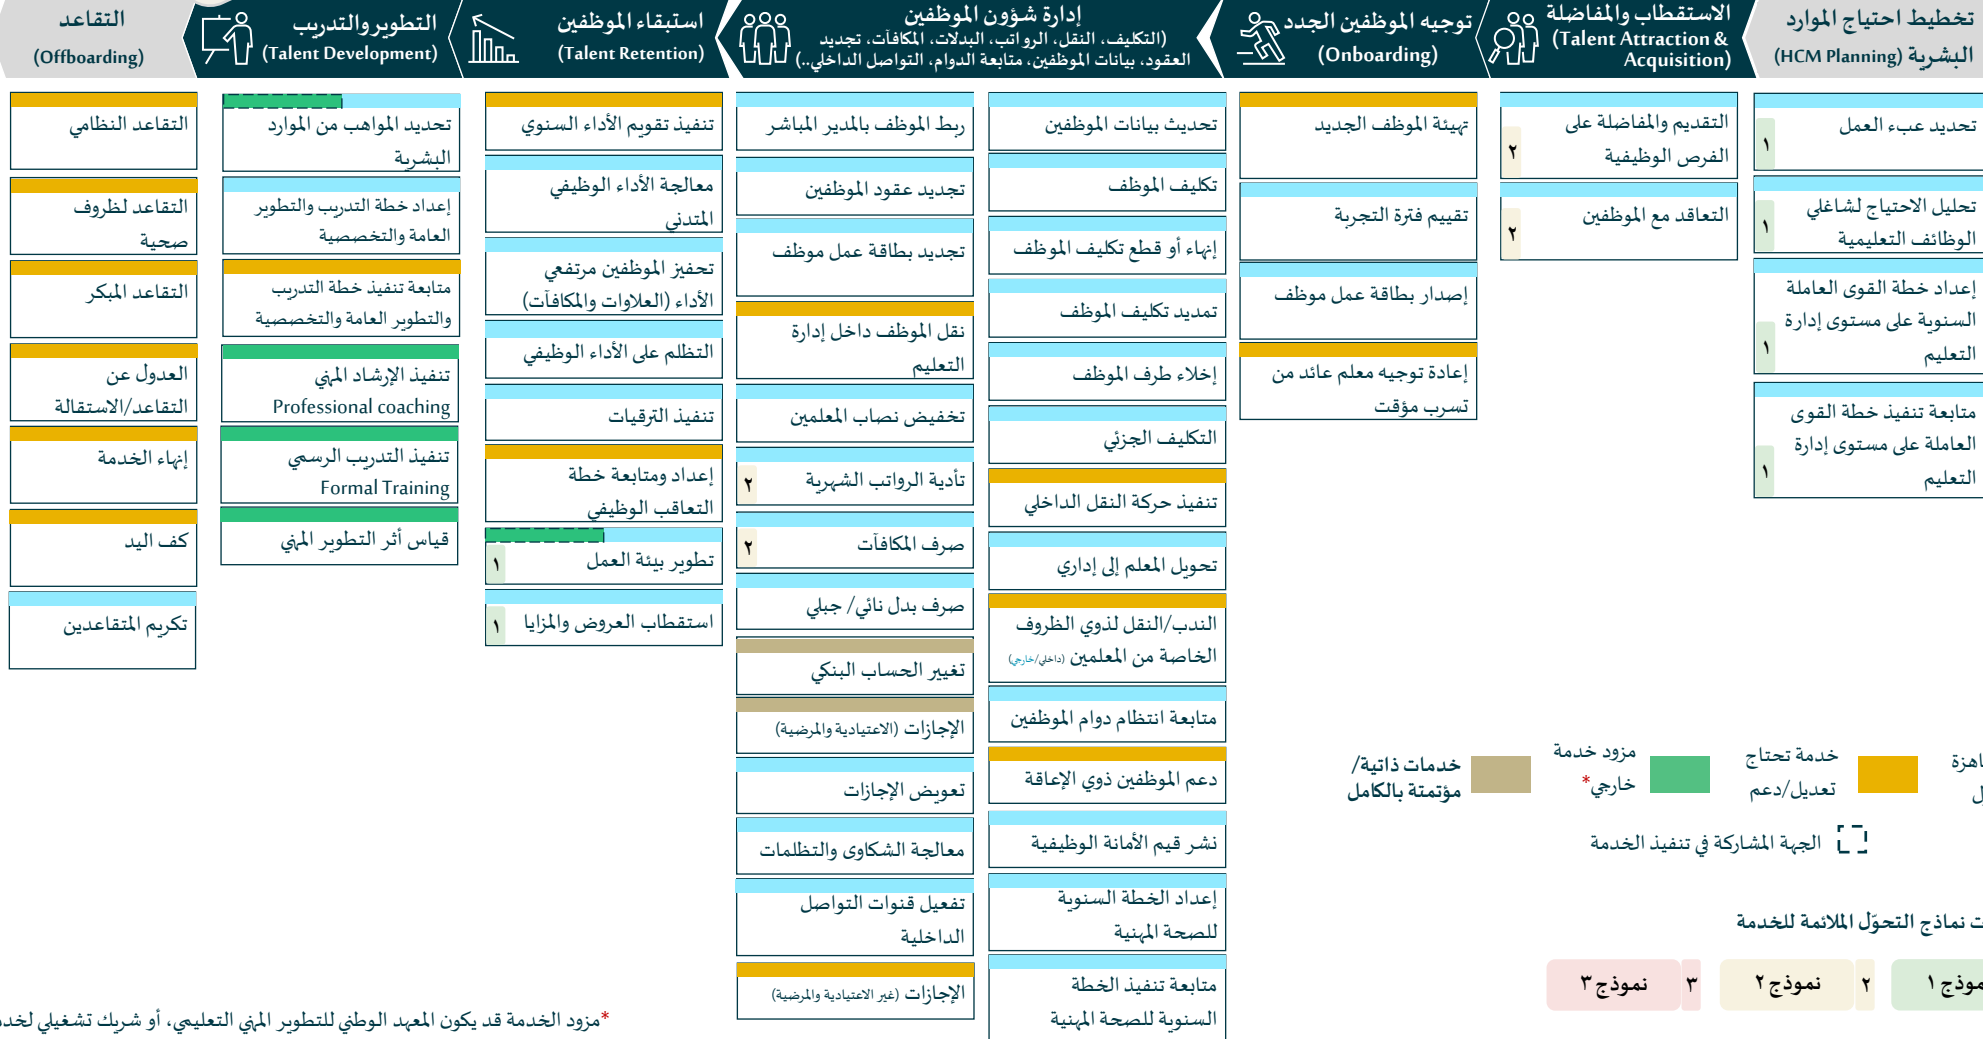 تخطيط احتياج الموارد
البشرية (HCM Planning)
تحديد عبء العمل
١
تحليل الاحتياج لشاغلي
الوظائف التعليمية
١
إعداد خطة القوى العاملة
السنوية على مستوى إدارة
التعليم
١
متابعة تنفيذ خطة القوى
العاملة على مستوى إدارة
التعليم
١
الاستقطاب والمفاضلة
(Talent Attraction &
Acquisition)
التقديم والمفاضلة على
الفرص الوظيفية
٢
التعاقد مع الموظفين
٢
توجيه الموظفين الجدد
(Onboarding)
تهيئة الموظف الجديد
تقييم فترة التجربة
إصدار بطاقة عمل موظف
إعادة توجيه معلم عائد من
تسرب مؤقت
إدارة شؤون الموظفين
(التكليف، النقل، الرواتب، البدلات، المكافآت، تجديد
العقود، بيانات الموظفين، متابعة الدوام، التواصل الداخلي..)
تحديث بيانات الموظفين
تكليف الموظف
إنهاء أو قطع تكليف الموظف
تمديد تكليف الموظف
إخلاء طرف الموظف
التكليف الجزئي
تنفيذ حركة النقل الداخلي
تحويل المعلم إلى إداري
الندب/النقل لذوي الظروف
الخاصة من المعلمين (داخلي/خارجي)
متابعة انتظام دوام الموظفين
دعم الموظفين ذوي الإعاقة
نشر قيم الأمانة الوظيفية
إعداد الخطة السنوية
للصحة المهنية
متابعة تنفيذ الخطة
السنوية للصحة المهنية
ربط الموظف بالمدير المباشر
تجديد عقود الموظفين
تجديد بطاقة عمل موظف
نقل الموظف داخل إدارة
التعليم
تخفيض نصاب المعلمين
تأدية الرواتب الشهرية
٢
صرف المكافآت
٢
صرف بدل نائي/ جبلي
تغيير الحساب البنكي
الإجازات (الاعتيادية والمرضية)
تعويض الإجازات
معالجة الشكاوى والتظلمات
تفعيل قنوات التواصل
الداخلية
الإجازات (غير الاعتيادية والمرضية)
استبقاء الموظفين
(Talent Retention)
تنفيذ تقويم الأداء السنوي
معالجة الأداء الوظيفي
المتدني
تحفيز الموظفين مرتفعي
الأداء (العلاوات والمكافآت)
التظلم على الأداء الوظيفي
تنفيذ الترقيات
إعداد ومتابعة خطة
التعاقب الوظيفي
تطوير بيئة العمل
١
استقطاب العروض والمزايا
١
التطوير والتدريب
(Talent Development)
تحديد المواهب من الموارد
البشرية
إعداد خطة التدريب والتطوير
العامة والتخصصية
متابعة تنفيذ خطة التدريب
والتطوير العامة والتخصصية
تنفيذ الإرشاد المهني
Professional coaching
تنفيذ التدريب الرسمي
Formal Training
قياس أثر التطوير المهني
التقاعد
(Offboarding)
التقاعد النظامي
التقاعد لظروف
صحية
التقاعد المبكر
العدول عن
التقاعد/الاستقالة
إنهاء الخدمة
كف اليد
تكريم المتقاعدين
خدمة تحتاج
تعديل/دعم
مزود خدمة
خارجي*
خدمات ذاتية/
مؤتمتة بالكامل
الجهة المشاركة في تنفيذ الخدمة
نماذج التحوّل الملائمة للخدمة
١
٢ نموذج ٢
٣ نموذج ٣
*مزود الخدمة قد يكون المعهد الوطني للتطوير المهني التعليمي، أو شريك تشغيلي